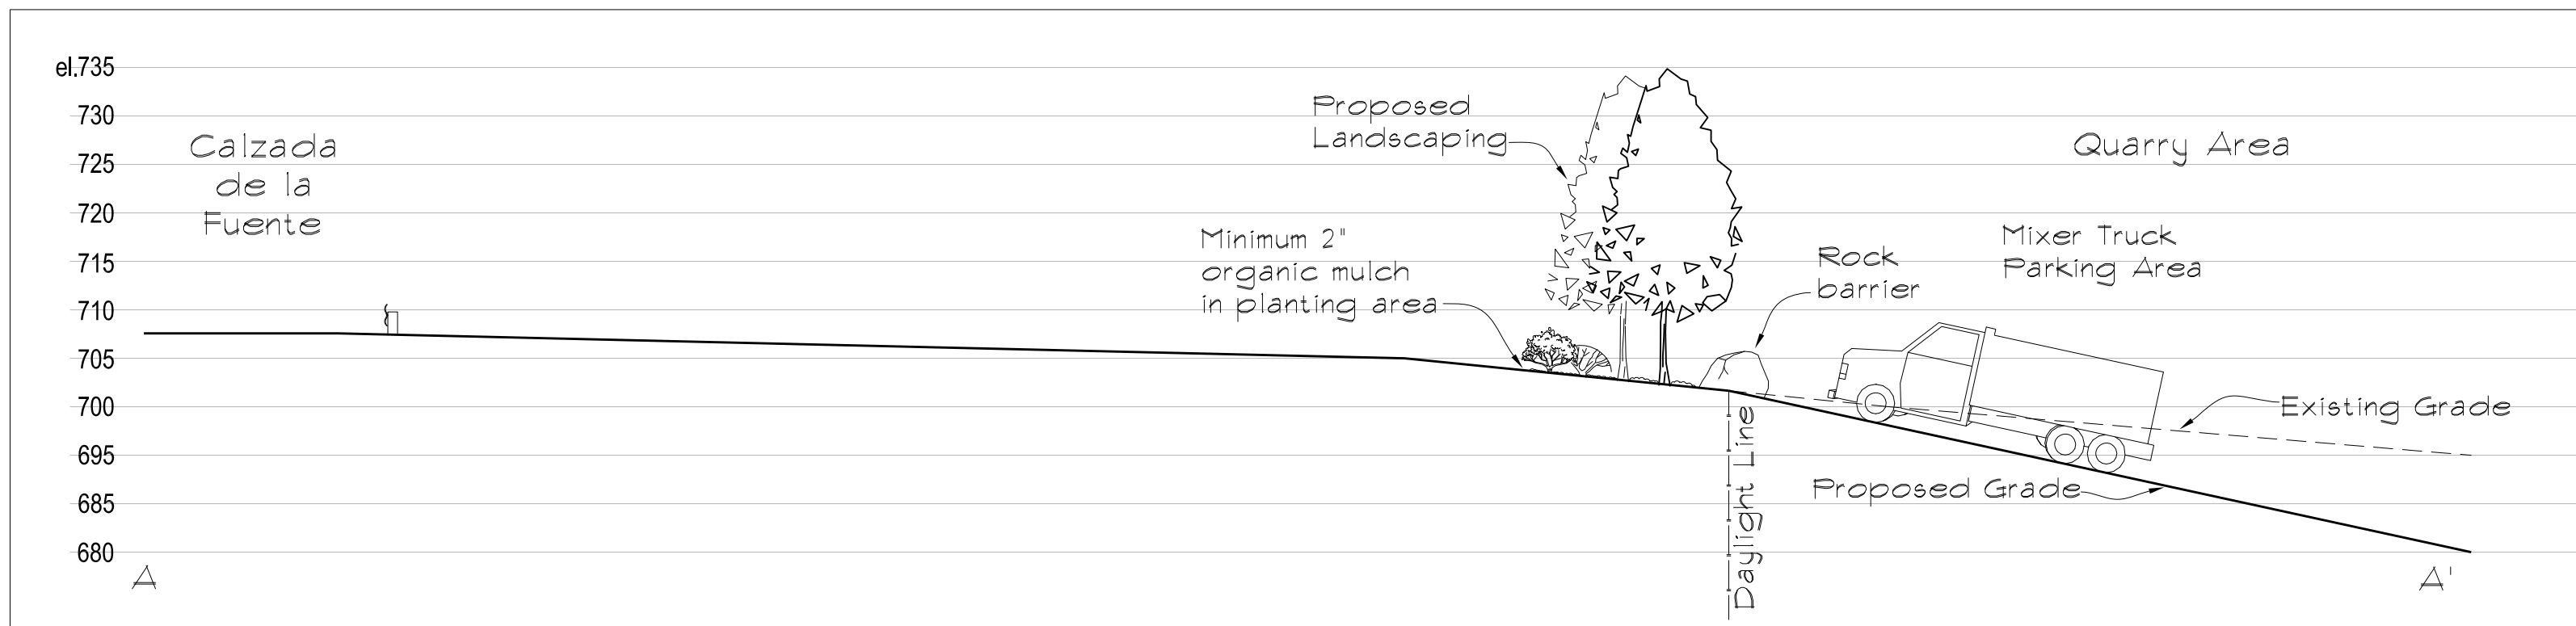 el.735
730
725
720
715
710
705
700
695
685
680
Calzada
de la
Fuente
Proposed
Landscaping
Minimum 2"
organic mulch
in planting area
Rock
barrier
Quarry Area
Mixer Truck
Parking Area
Existing Grade
Proposed Grade
Daylight Line
A
A'